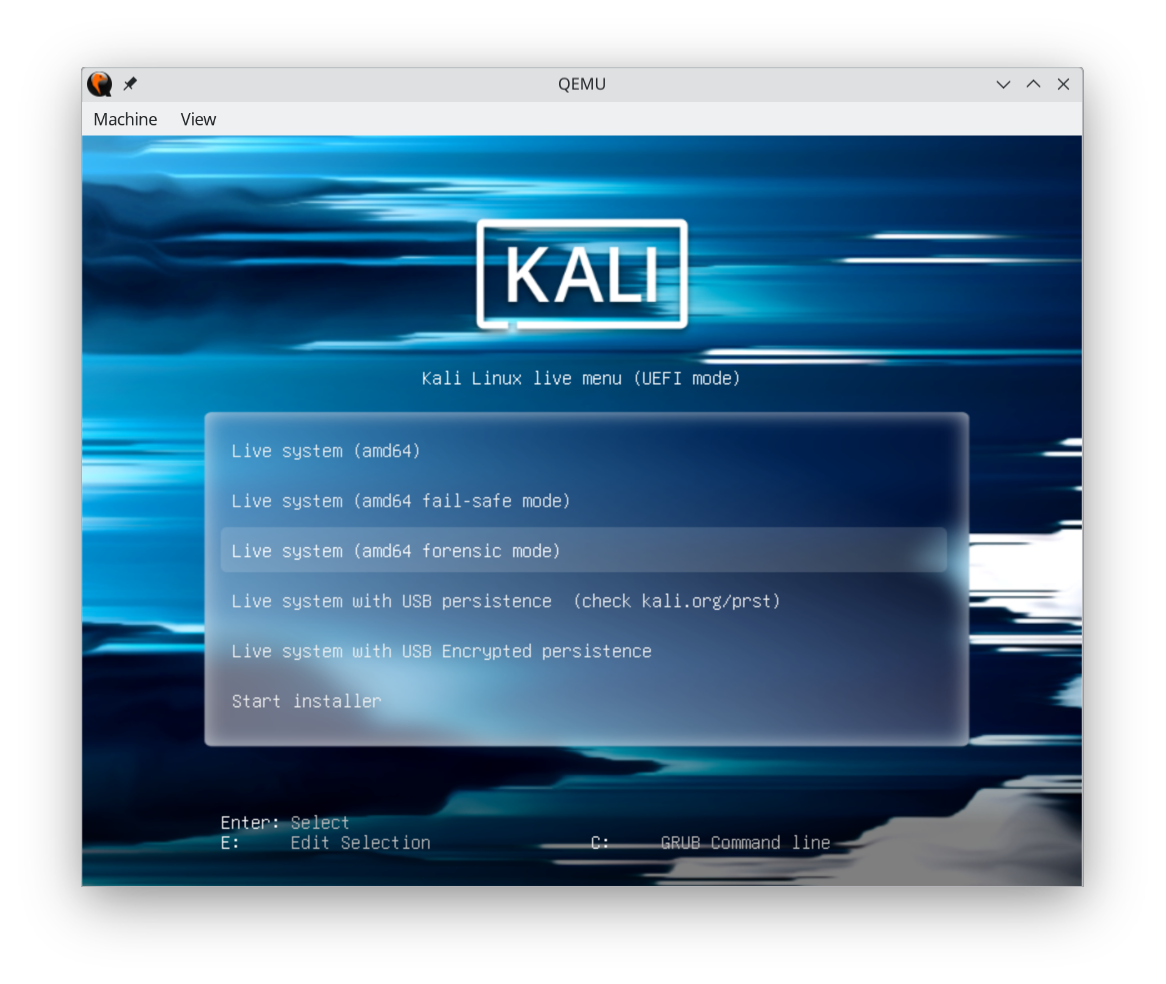 QEMU
Machine View
KALI
Kali Linux live menu (UEFI mode)
Live system (amd64)
Live system (amd64 fail-safe mode)
Live system (amd64 forensic mode)
Live system with USB persistence  (check kali.org/prst)
Live system with USB Encrypted persistence
Start installer
Enter: Select
E: Edit Selection C: GRUB Command line